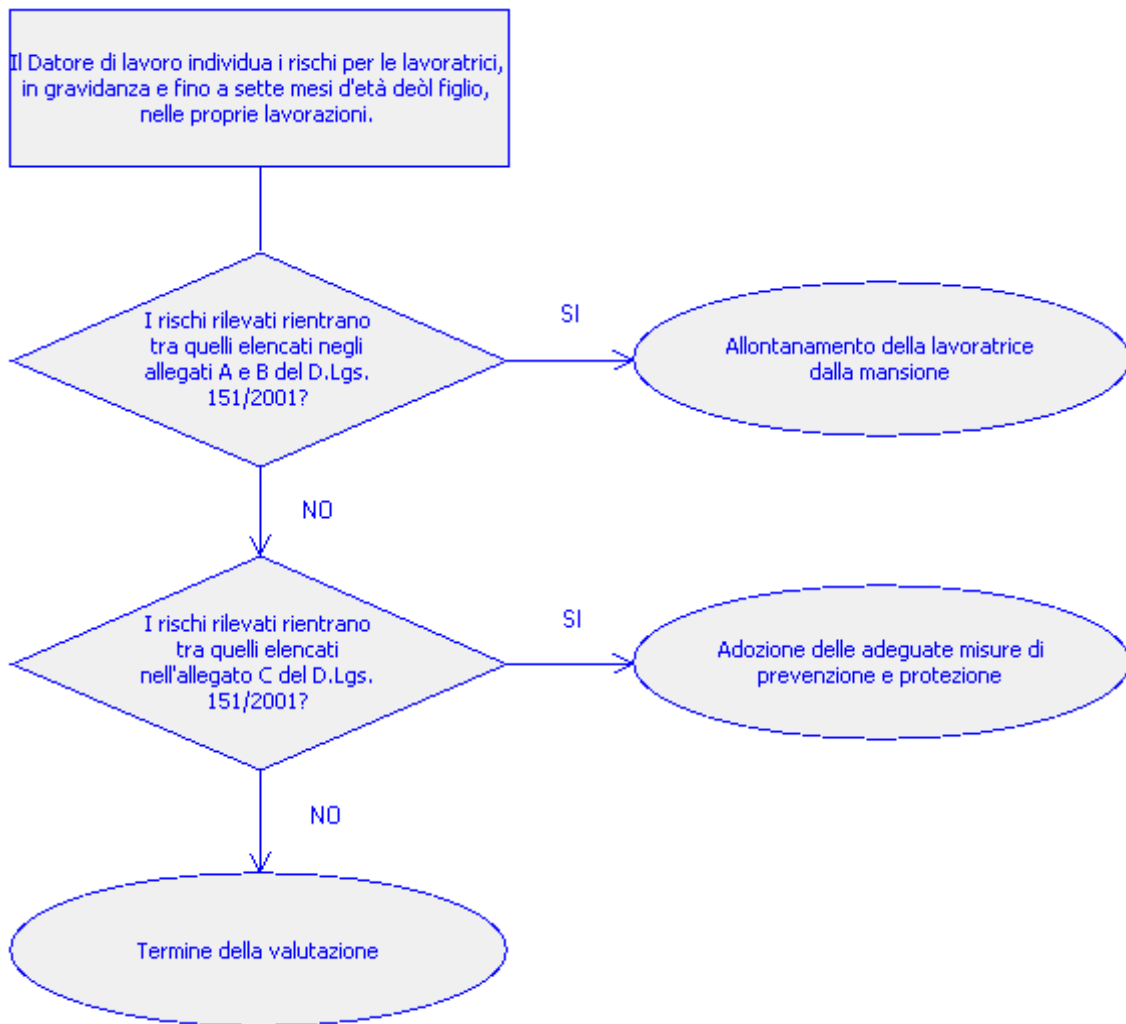 Il Datore di lavoro individua i rischi per le lavoratrici,
in gravidanza e fino a sette mesi d'età deòl figlio,
nelle proprie lavorazioni.
I rischi rilevati rientrano
tra quelli elencati negli
allegati A e B del D.Lgs.
151/2001?
SI
Allontanamento della lavoratrice
dalla mansione
NO
I rischi rilevati rientrano
tra quelli elencati
nell'allegato C del D.Lgs.
151/2001?
SI
Adozione delle adeguate misure di
prevenzione e protezione
NO
Termine della valutazione